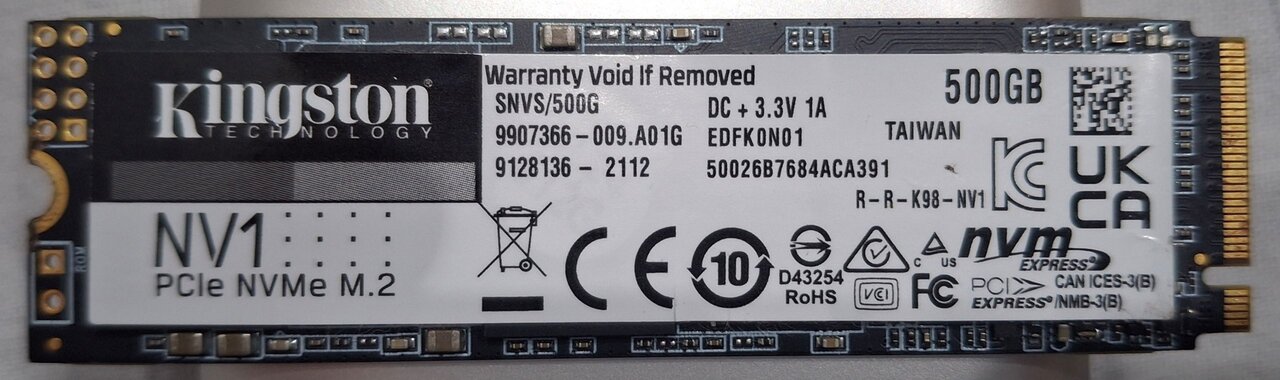 Kingston
TECHNOLOGY
NV1
PCIe NVMe M.2
Warranty Void If Removed
SNVS/500G
DC + 3.3V 1A
500GB
9907366-009.A01G
EDFK0N01
TAIWAN
9128136 - 2112
50026B7684ACA391
R-R-K98-NV1
KC
UK
CA
CE
10
D43254
RoHS
C US
VCI
FC
nvm
EXPRESS
PCI
EXPRESS®
CAN ICES-3(B)
/NMB-3(B)